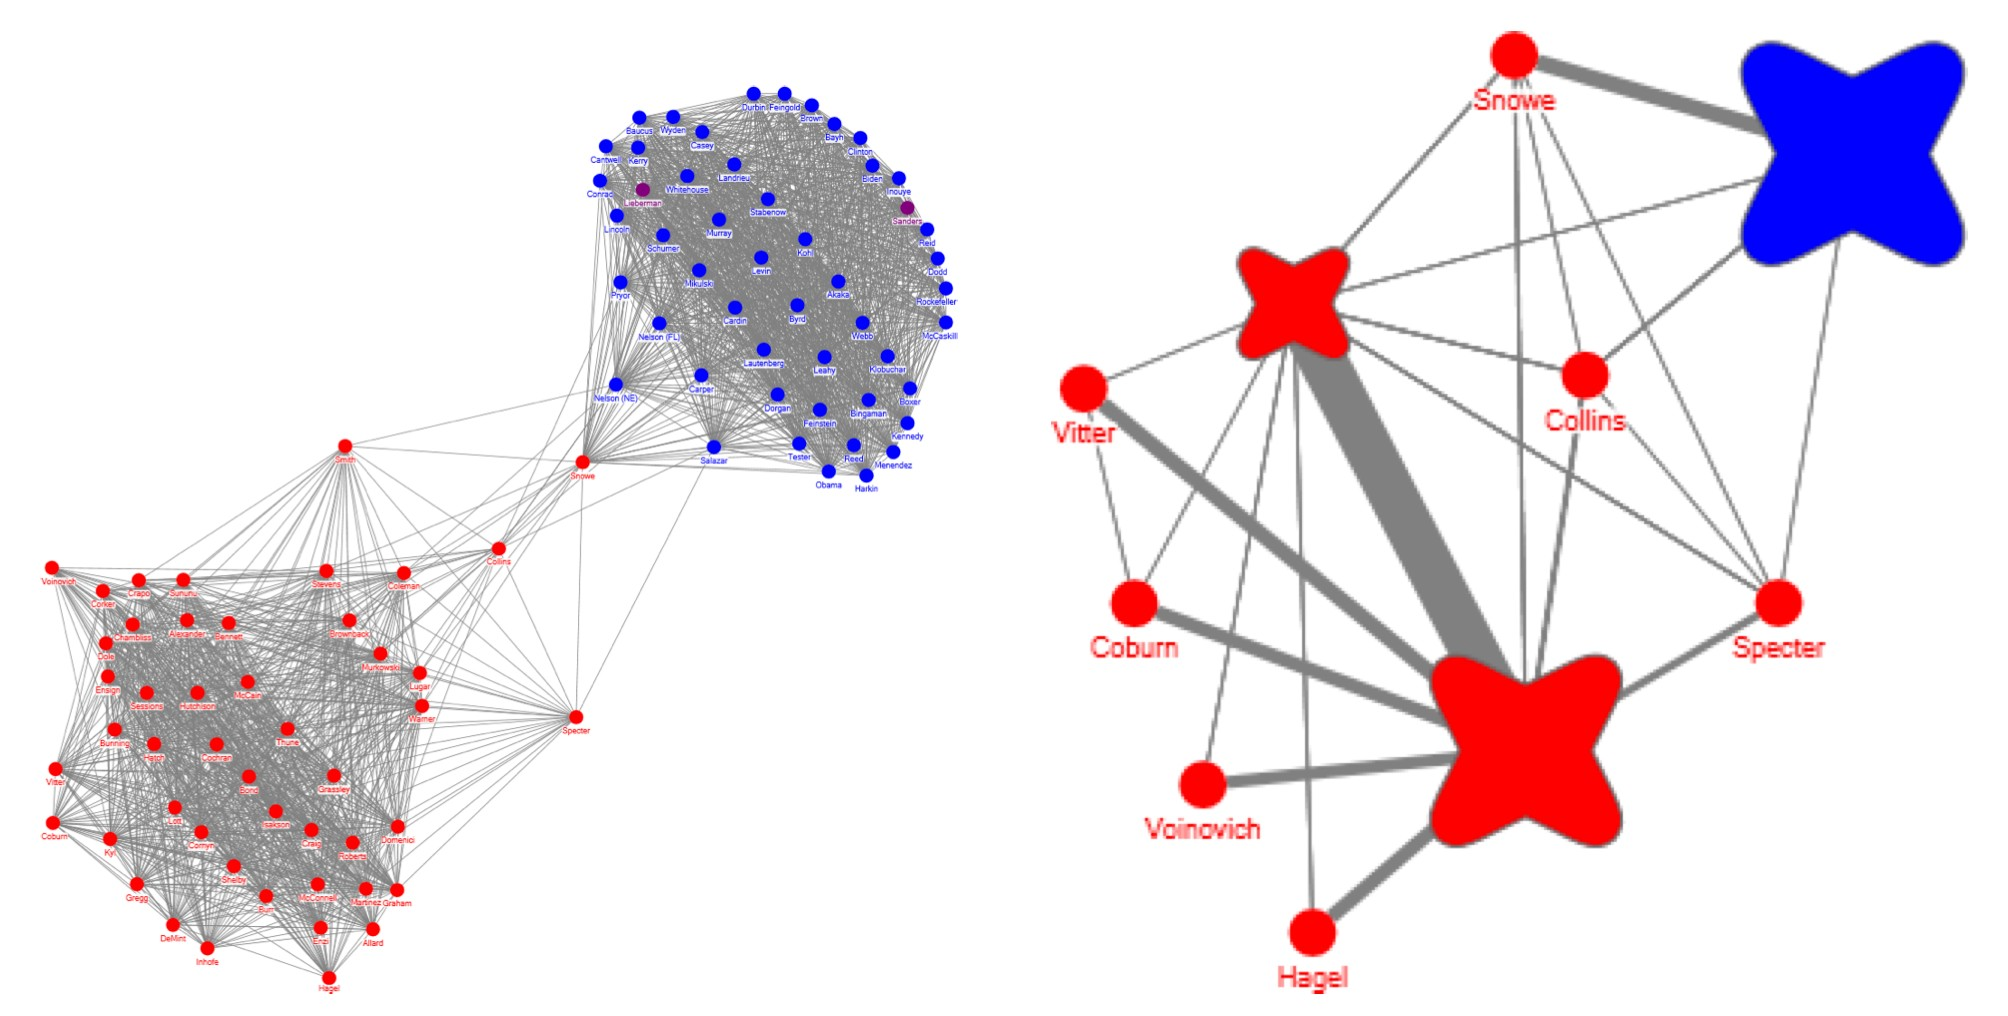 Durbin Feingold
Brown
Baucus Wyden
Bayh
Casey
Clinton
Cantwell Kerry
Biden
Landrieu
Whitehouse
Inouye
Conrad
Lieberman
Stabenow
Sanders
Lincoln
Murray
Reid
Schumer
Kohl
Levin
Dodd
Mikulski
Pryor
Akaka
Rockefeller
Cardin
Byrd
Nelson (FL)
Webb
McCaskill
Lautenberg
Leahy
Klobuchar
Carper
Nelson (NE)
Dorgan
Bingaman
Boxer
Feinstein
Kennedy
Smith
Salazar
Tester
Reed
Menendez
Snowe
Obama
Harkin
Collins
Voinovich
Stevens
Coleman
Crapo
Sununu
Corker
Chambliss
Alexander
Bennett
Brownback
Dole
Murkowski
Lugar
Ensign
McCain
Sessions
Hutchison
Warner
Specter
Bunning
Hatch
Cochran
Thune
Vitter
Bond
Grassley
Lott
Isakson
Coburn
Cornyn
Craig
Domenici
Kyl
Roberts
Shelby
Gregg
McConnell
Martinez Graham
Burr
DeMint
Enzi
Allard
Inhofe
Hagel
Snowe
Vitter
Collins
Coburn
Specter
Voinovich
Hagel